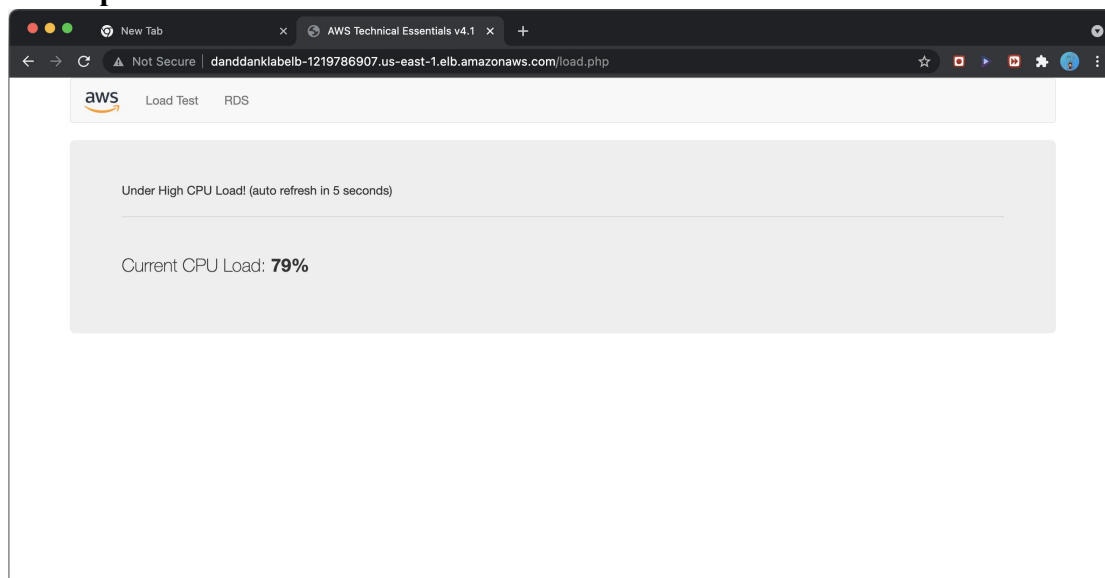 New Tab
AWS Technical Essentials v4.1
Not Secure danddanklabelb-1219786907.us-east-1.elb.amazonaws.com/load.php
aws Load Test RDS
Under High CPU Load! (auto refresh in 5 seconds)
Current CPU Load: 79%